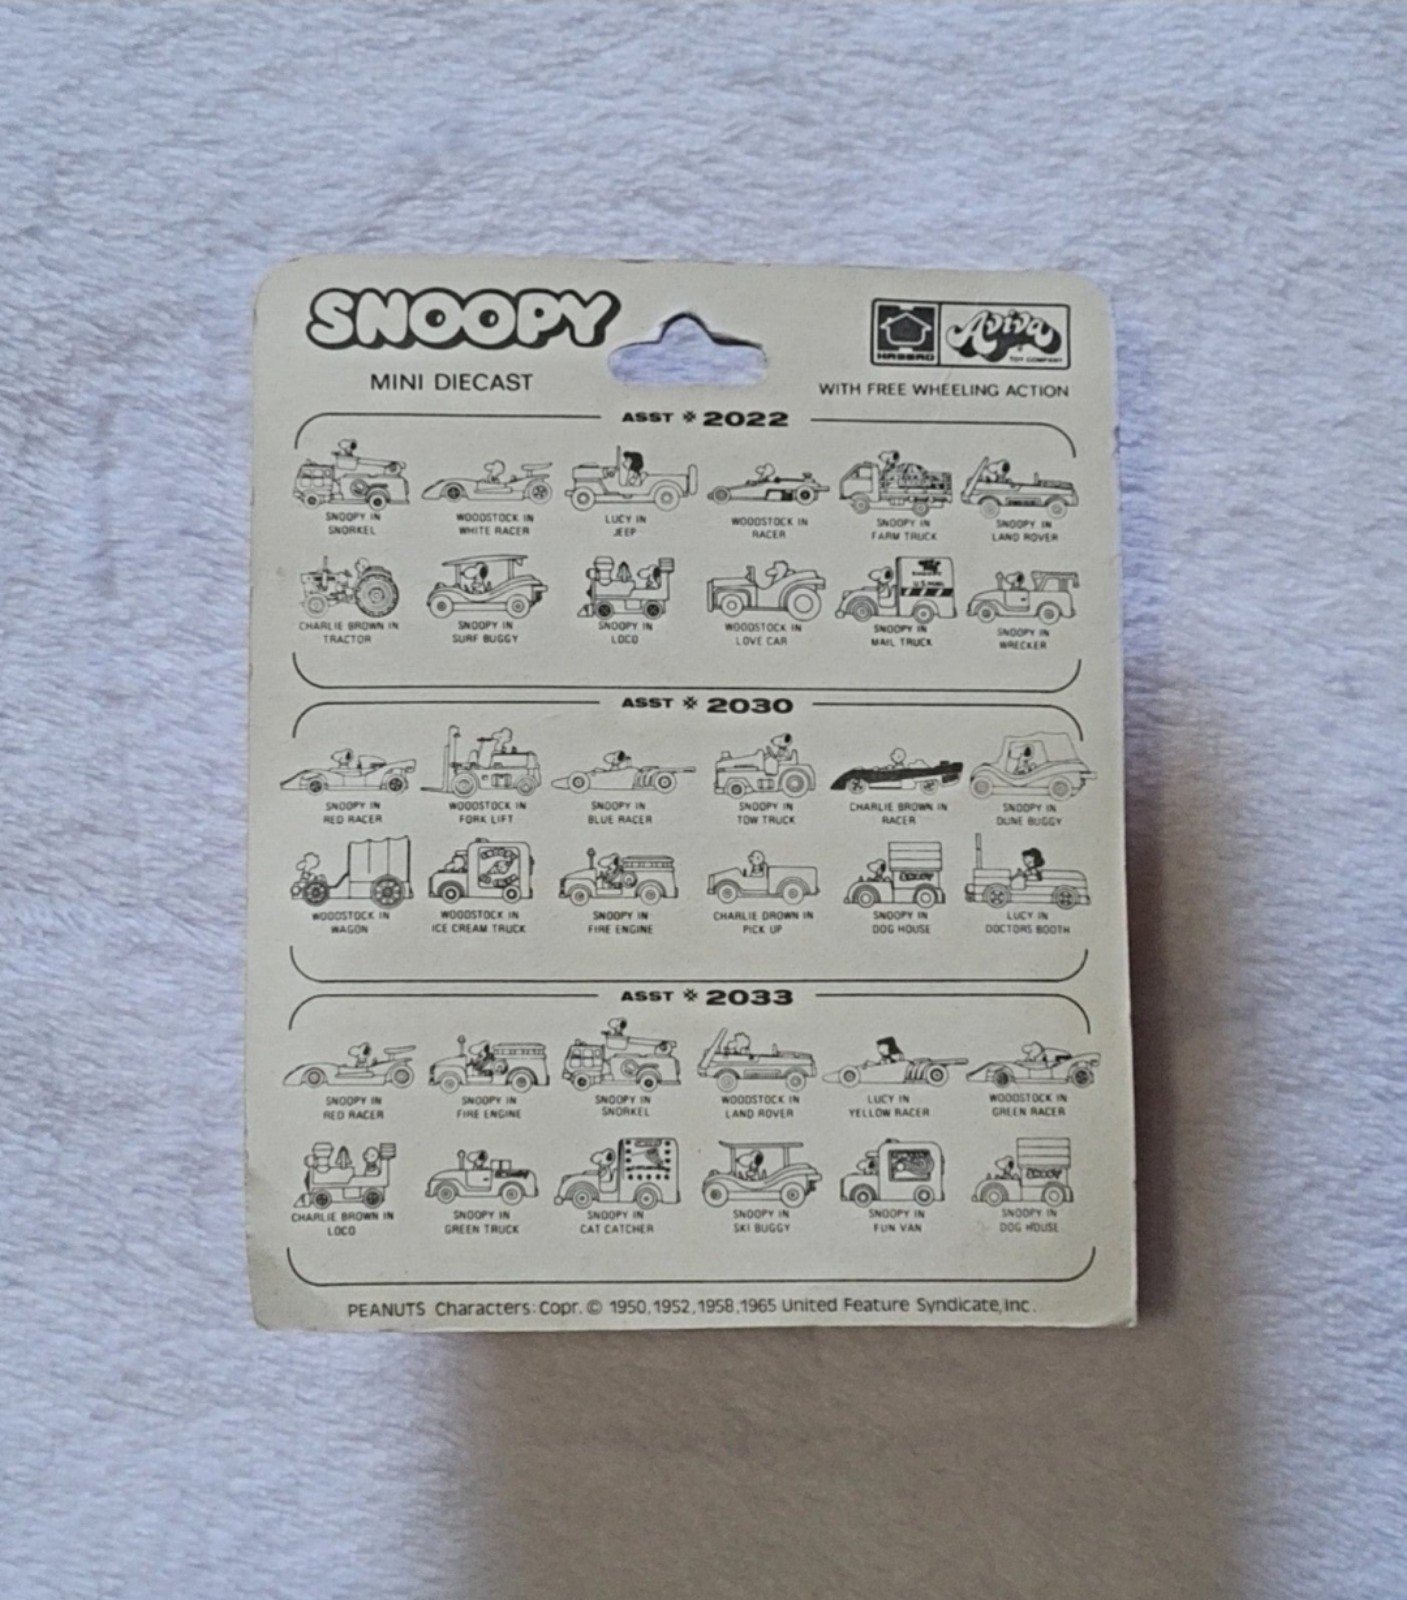 SNOOPY
MINI DIECAST
HASBRO
Aviva
TOY COMPANY
WITH FREE WHEELING ACTION
ASST # 2022
SNOOPY IN SNORKEL
WOODSTOCK IN WHITE RACER
LUCY IN JEEP
WOODSTOCK IN RACER
SNOOPY IN FARM TRUCK
SNOOPY IN LAND ROVER
CHARLIE BROWN IN TRACTOR
SNOOPY IN SURF BUGGY
SNOOPY IN LOCO
WOODSTOCK IN LOVE CAR
U.S. MAIL
SNOOPY IN MAIL TRUCK
SNOOPY IN WRECKER
ASST # 2030
SNOOPY IN RED RACER
WOODSTOCK IN FORK LIFT
SNOOPY IN BLUE RACER
SNOOPY IN TOW TRUCK
CHARLIE BROWN IN RACER
SNOOPY IN DUNE BUGGY
WOODSTOCK IN WAGON
WOODSTOCK IN ICE CREAM TRUCK
SNOOPY IN FIRE ENGINE
CHARLIE BROWN IN PICK UP
SNOOPY IN DOG HOUSE
LUCY IN DOCTORS BOOTH
ASST # 2033
SNOOPY IN RED RACER
SNOOPY IN FIRE ENGINE
SNOOPY IN SNORKEL
WOODSTOCK IN LAND ROVER
LUCY IN YELLOW RACER
WOODSTOCK IN GREEN RACER
CHARLIE BROWN IN LOCO
SNOOPY IN GREEN TRUCK
SNOOPY IN CAT CATCHER
SNOOPY IN SKI BUGGY
SNOOPY IN FUN VAN
SNOOPY IN DOG HOUSE
PEANUTS Characters: Copr. © 1950, 1952, 1958, 1965 United Feature Syndicate, Inc.